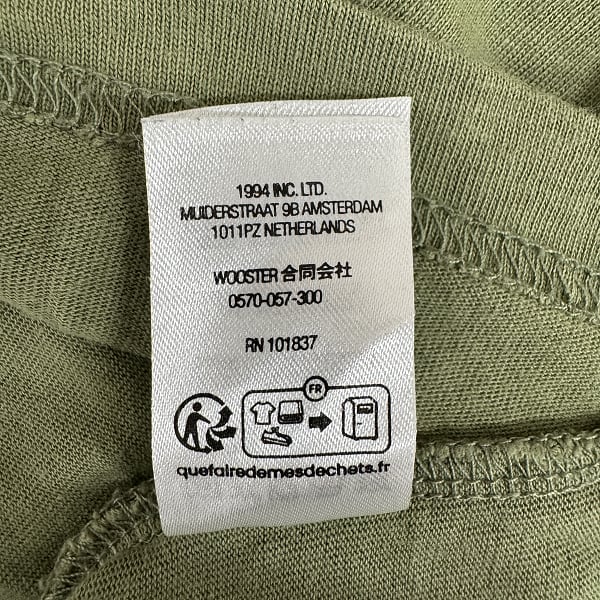 1994 INC. LTD.
MUIDERSTRAAT 9B AMSTERDAM
1011PZ NETHERLANDS
WOOSTER 合同会社
0570-057-300
RN 101837
FR
quefairedemesdechets.fr